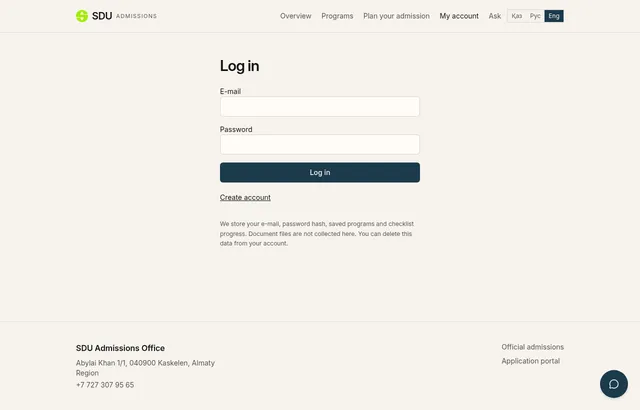 SDU ADMISSIONS
Overview Programs Plan your admission My account Ask Қаз Рус Eng
Log in
E-mail
Password
Log in
Create account
We store your e-mail, password hash, saved programs and checklist
progress. Document files are not collected here. You can delete this
data from your account.
SDU Admissions Office
Abylai Khan 1/1, 040900 Kaskelen, Almaty
Region
+7 727 307 95 65
Official admissions
Application portal